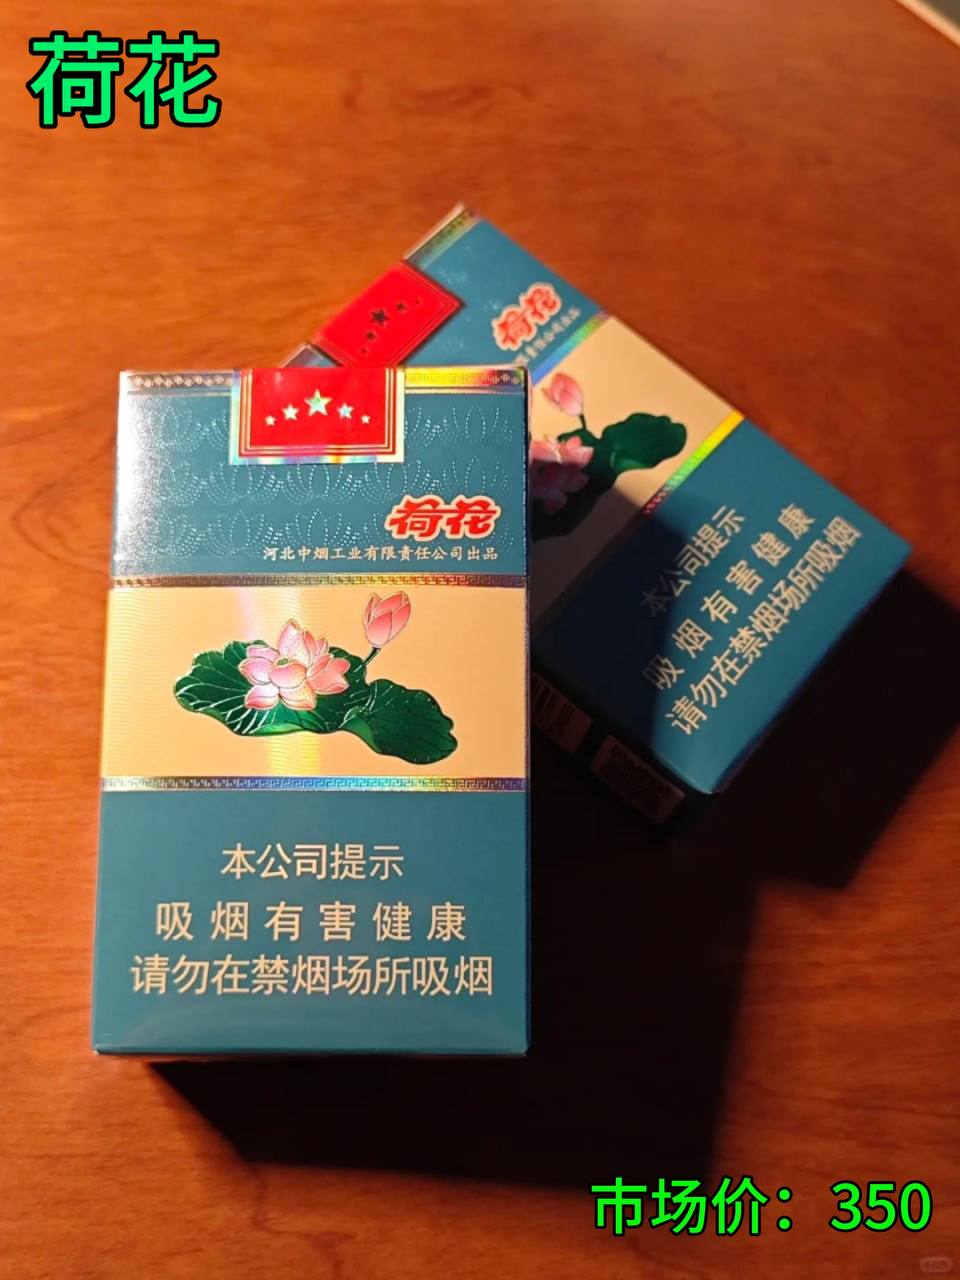 荷花
荷花
荷花
河北中烟工业有限责任公司出品
本公司提示
吸烟有害健康
请勿在禁烟场所吸烟
本公司提示
吸烟有害健康
请勿在禁烟场所吸烟
市场价：350